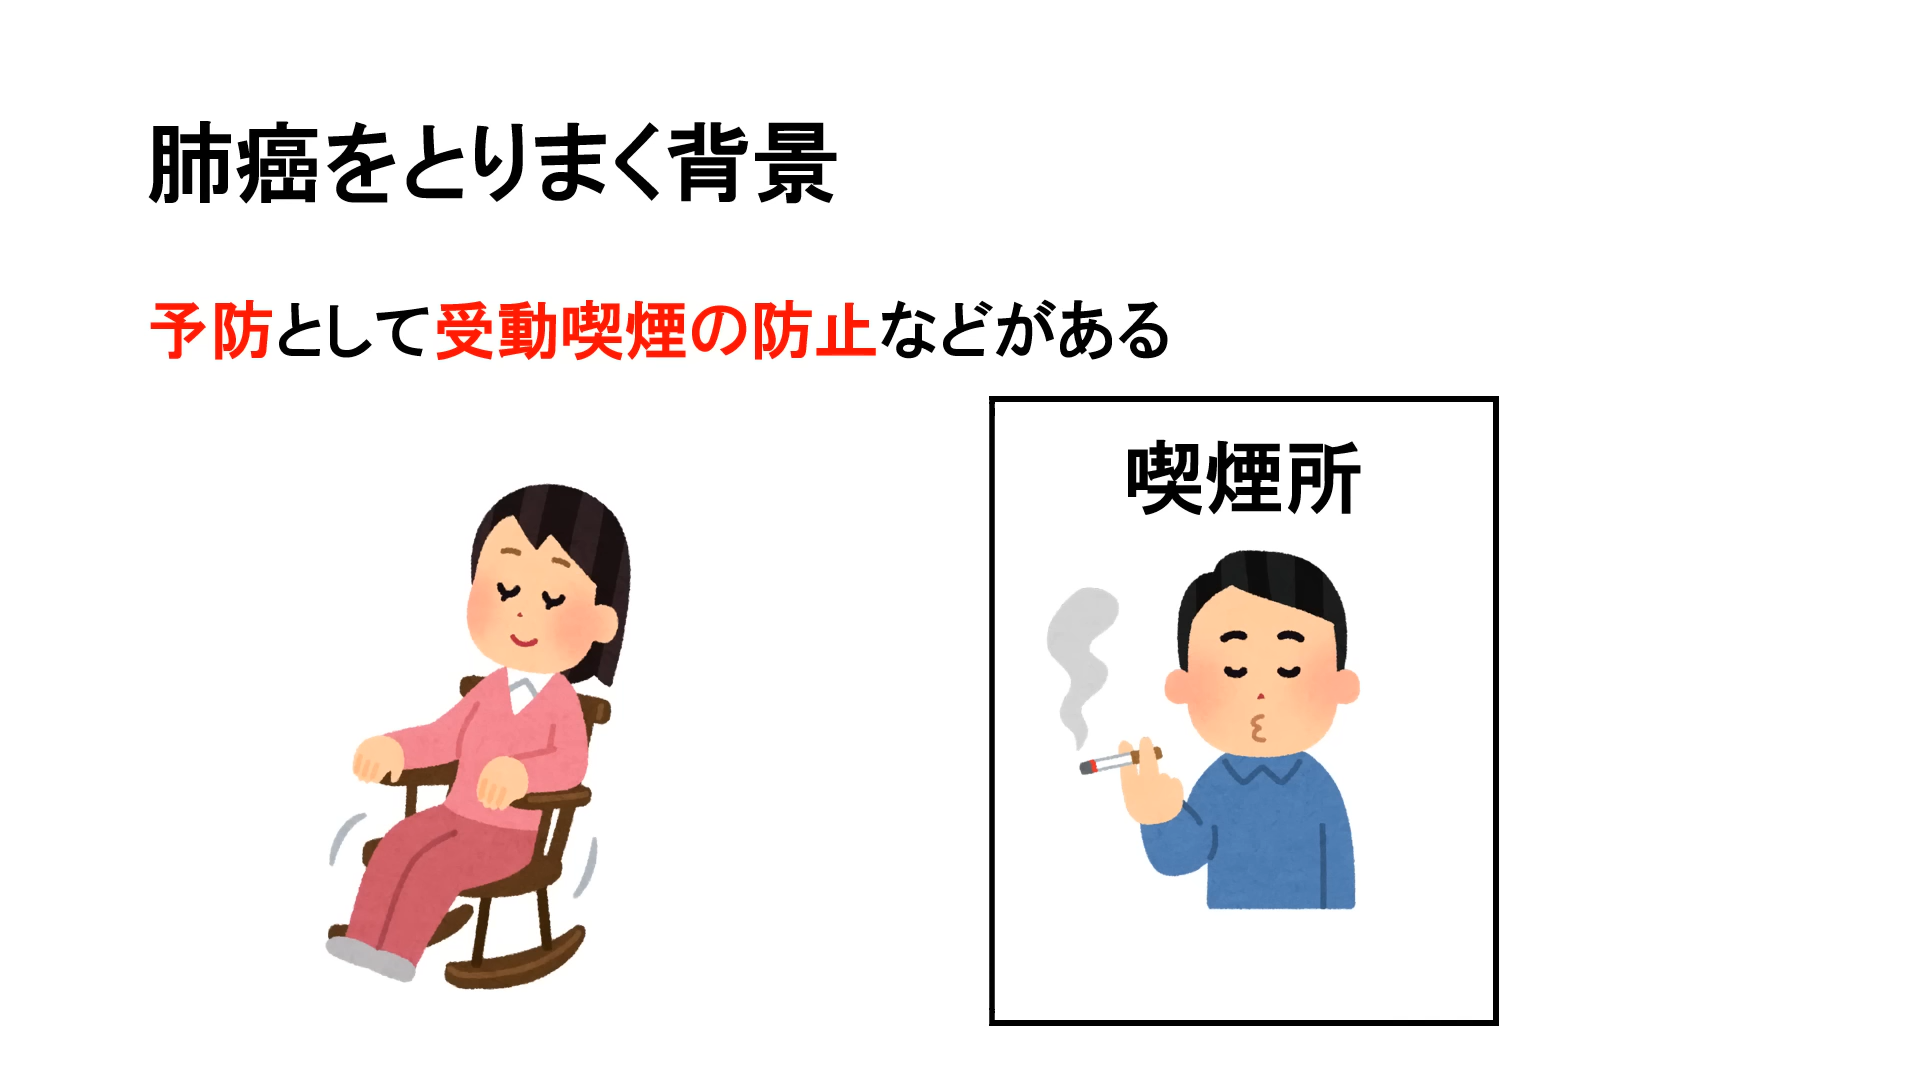 肺癌をとりまく背景
予防として受動喫煙の防止などがある
喫煙所